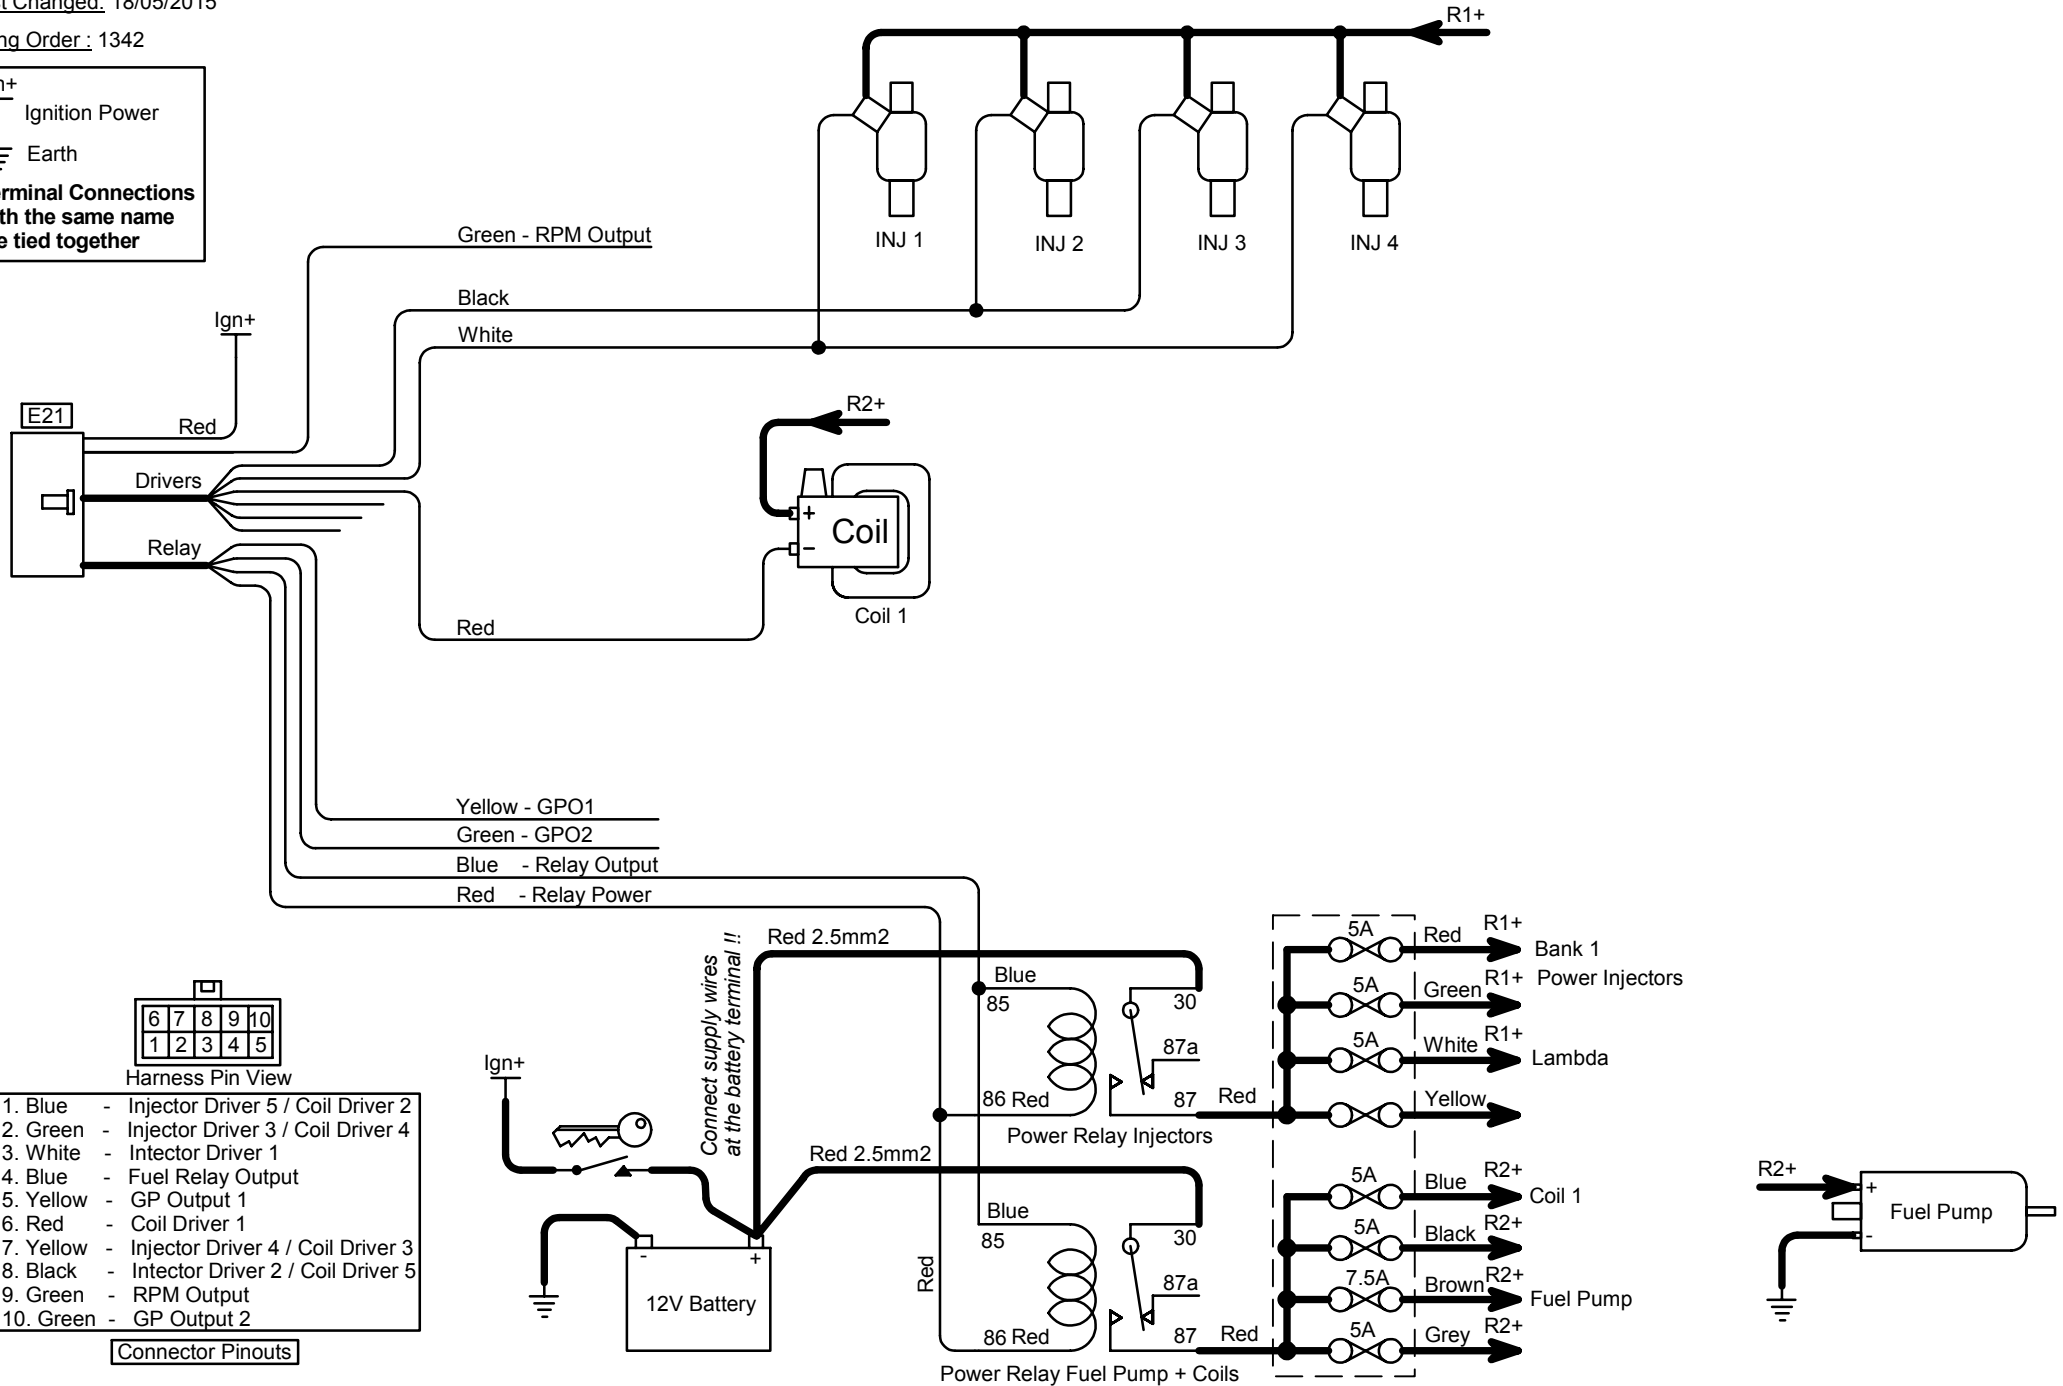 Changed: 18/05/2015
Order : 1342
Ignition Power
Earth
Connections
the same name
tied together
R1+
INJ 1
INJ 2
INJ 3
INJ 4
Green - RPM Output
Black
White
Ign+
E21
Red
Drivers
Relay
R2+
+
Coil
-
Coil 1
Red
Yellow - GPO1
Green - GPO2
Blue - Relay Output
Red - Relay Power
Connect supply wires
at the battery terminal !!
Red 2.5mm2
Blue
85
30
87a
86 Red
87
Red
Power Relay Injectors
5A
Red
R1+
Bank 1
5A
Green
R1+
Power Injectors
5A
White
R1+
Lambda
Yellow
6 7 8 9 10
1 2 3 4 5
Harness Pin View
1. Blue - Injector Driver 5 / Coil Driver 2
2. Green - Injector Driver 3 / Coil Driver 4
3. White - Intector Driver 1
4. Blue - Fuel Relay Output
5. Yellow - GP Output 1
6. Red - Coil Driver 1
7. Yellow - Injector Driver 4 / Coil Driver 3
8. Black - Intector Driver 2 / Coil Driver 5
9. Green - RPM Output
10. Green - GP Output 2
Connector Pinouts
Ign+
- +
12V Battery
Red 2.5mm2
Red
Blue
85
30
87a
86 Red
87
Red
Power Relay Fuel Pump + Coils
5A
Blue
R2+
Coil 1
5A
Black
R2+
7.5A
Brown
R2+
Fuel Pump
5A
Grey
R2+
R2+
+
Fuel Pump
-